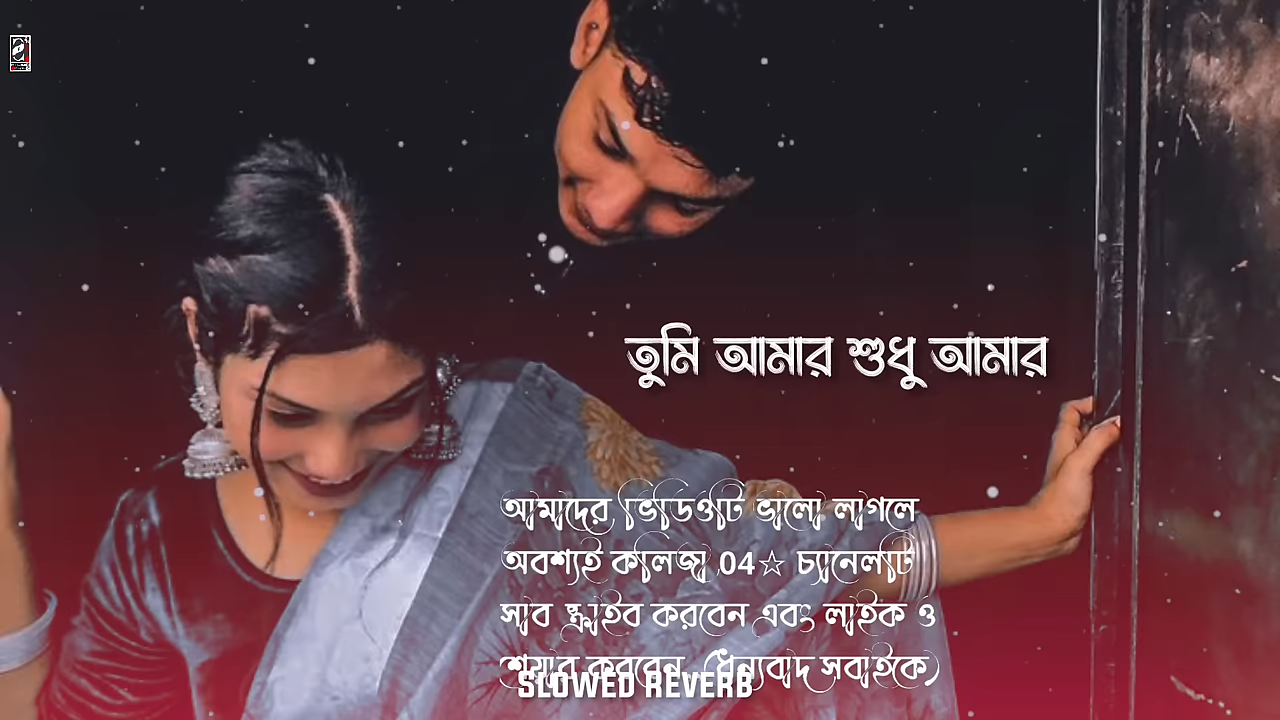 তুমি আমার শুধু আমার
আমাদের ভিডিওটি ভালো লাগলে
অবশ্যই কলিজা 04☆ চ্যানেলটি
সাব স্ক্রাইব করবেন এবং লাইক ও
শেয়ার করবেন (ধন্যবাদ সবাইকে)
SLOWED REVERB